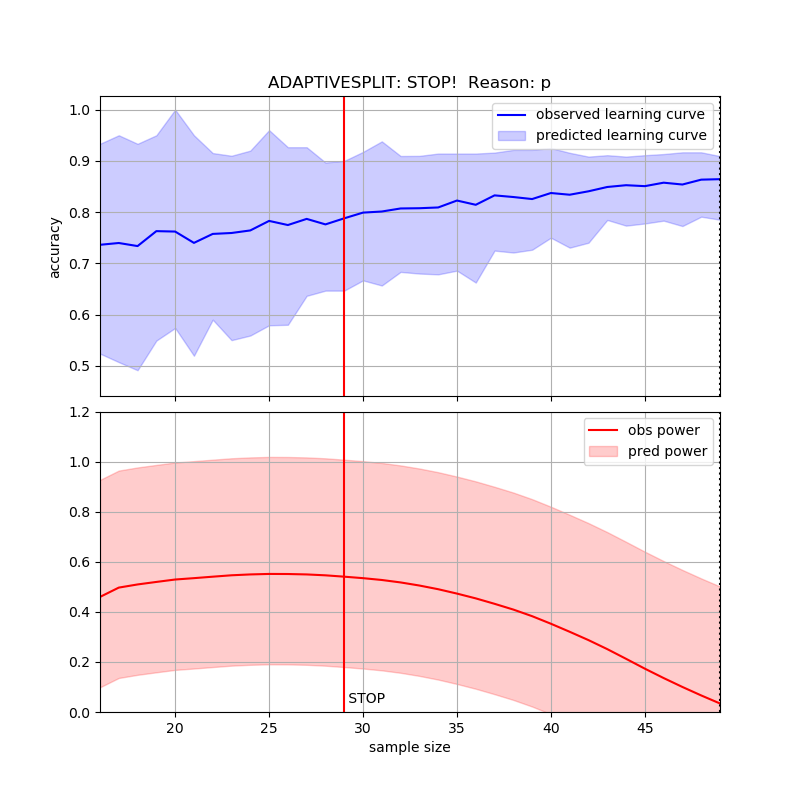 ADAPTIVESPLIT: STOP!  Reason: p
observed learning curve
predicted learning curve
accuracy
1.0
0.9
0.8
0.7
0.6
0.5
obs power
pred power
1.2
1.0
0.8
0.6
0.4
0.2
0.0
STOP
20 25 30 35 40 45
sample size